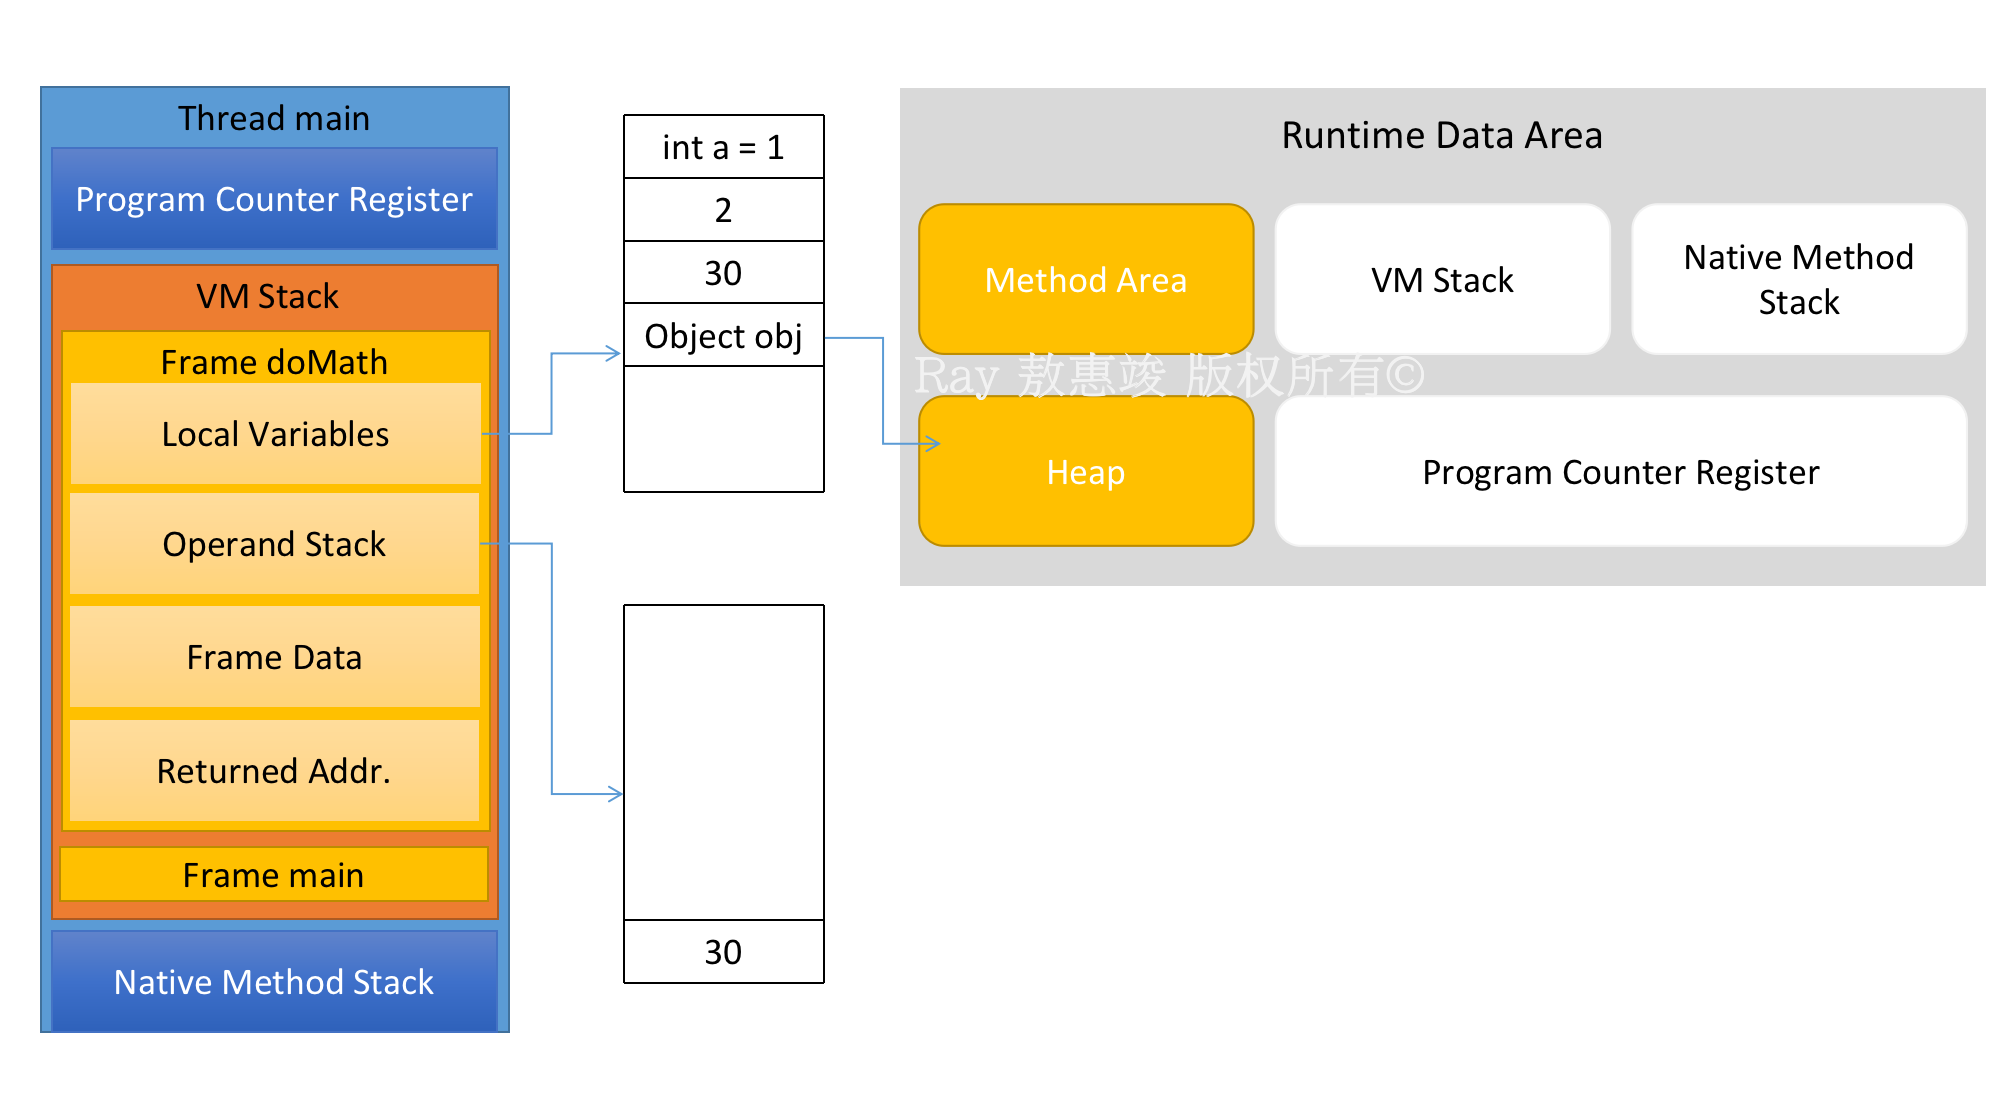 Thread main
Program Counter Register
VM Stack
Frame doMath
Local Variables
Operand Stack
Frame Data
Returned Addr.
Frame main
Native Method Stack
int a = 1
2
30
Object obj
30
Runtime Data Area
Method Area
VM Stack
Native Method
Stack
Ray 敖惠竣 版权所有©
Heap
Program Counter Register